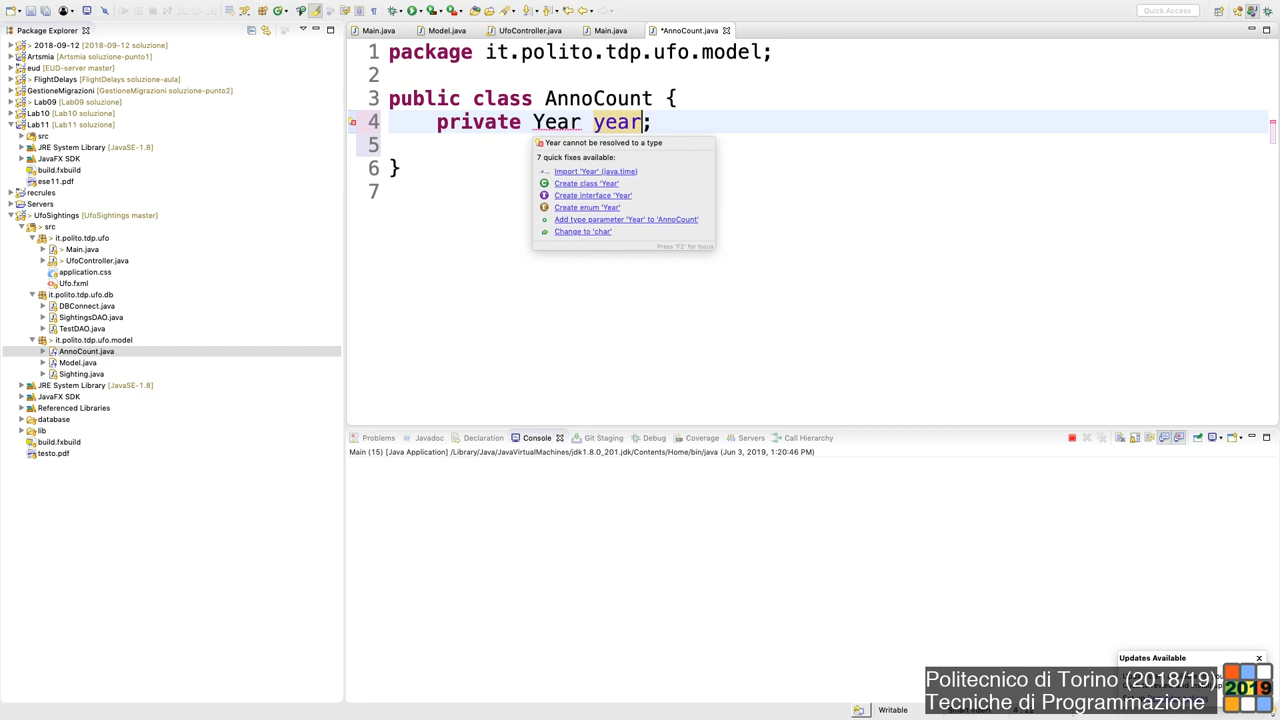 Quick Access
Package Explorer
> 2018-09-12 [2018-09-12 soluzione]
Artsmia [Artsmia soluzione-punto1]
eud [EUD-server master]
> FlightDelays [FlightDelays soluzione-aula]
GestioneMigrazioni [GestioneMigrazioni soluzione-punto2]
> Lab09 [Lab09 soluzione]
Lab10 [Lab10 soluzione]
Lab11 [Lab11 soluzione]
src
JRE System Library [JavaSE-1.8]
JavaFX SDK
build.fxbuild
ese11.pdf
recrules
Servers
> UfoSightings [UfoSightings master]
> src
> it.polito.tdp.ufo
> Main.java
> UfoController.java
application.css
Ufo.fxml
it.polito.tdp.ufo.db
DBConnect.java
SightingsDAO.java
TestDAO.java
> it.polito.tdp.ufo.model
AnnoCount.java
Model.java
Sighting.java
JRE System Library [JavaSE-1.8]
JavaFX SDK
Referenced Libraries
database
lib
build.fxbuild
testo.pdf
Main.java
Model.java
UfoController.java
Main.java
*AnnoCount.java
1 package it.polito.tdp.ufo.model;
2
3 public class AnnoCount {
4 private Year year;
5
6 }
7
Year cannot be resolved to a type
7 quick fixes available:
Import 'Year' (java.time)
Create class 'Year'
Create interface 'Year'
Create enum 'Year'
Add type parameter 'Year' to 'AnnoCount'
Change to 'char'
Press 'F2' for focus
Problems
Javadoc
Declaration
Console
Git Staging
Debug
Coverage
Servers
Call Hierarchy
Main (15) [Java Application] /Library/Java/JavaVirtualMachines/jdk1.8.0_201.jdk/Contents/Home/bin/java (Jun 3, 2019, 1:20:46 PM)
Updates Available
Politecnico di Torino (2018/19)
Tecniche di Programmazione
2019
Writable